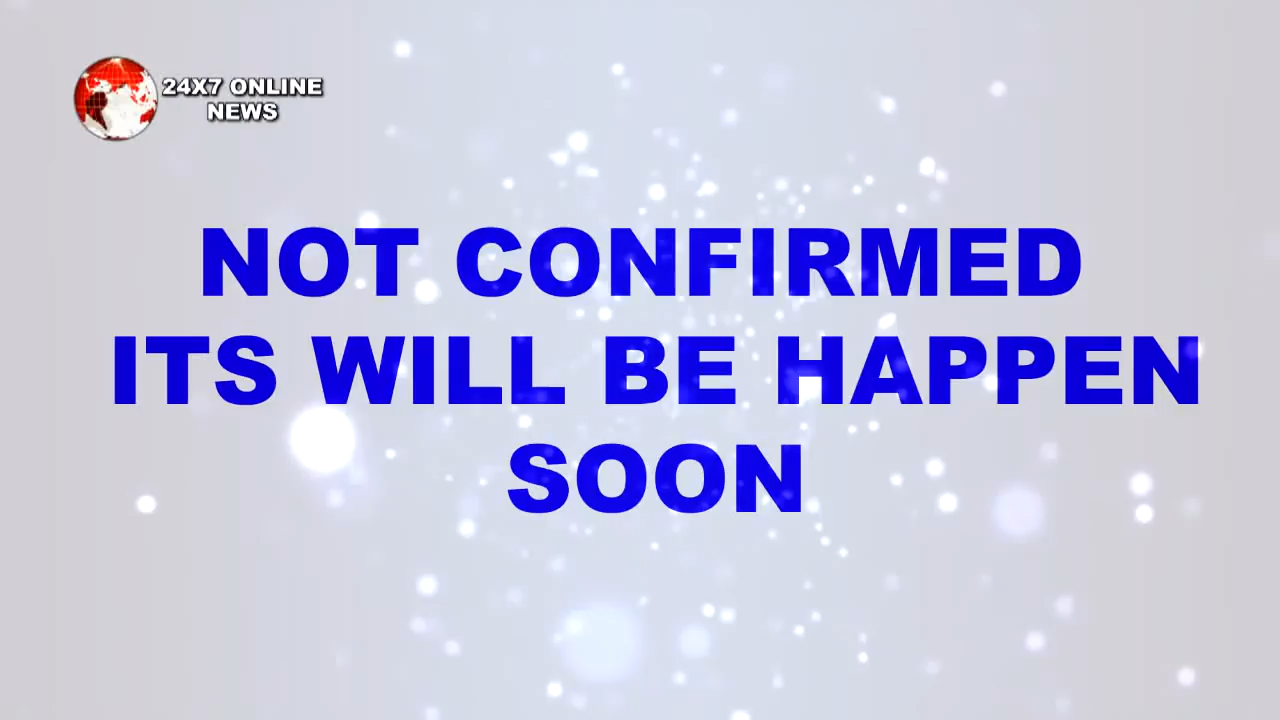 24X7 ONLINE
NEWS
NOT CONFIRMED
ITS WILL BE HAPPEN
SOON